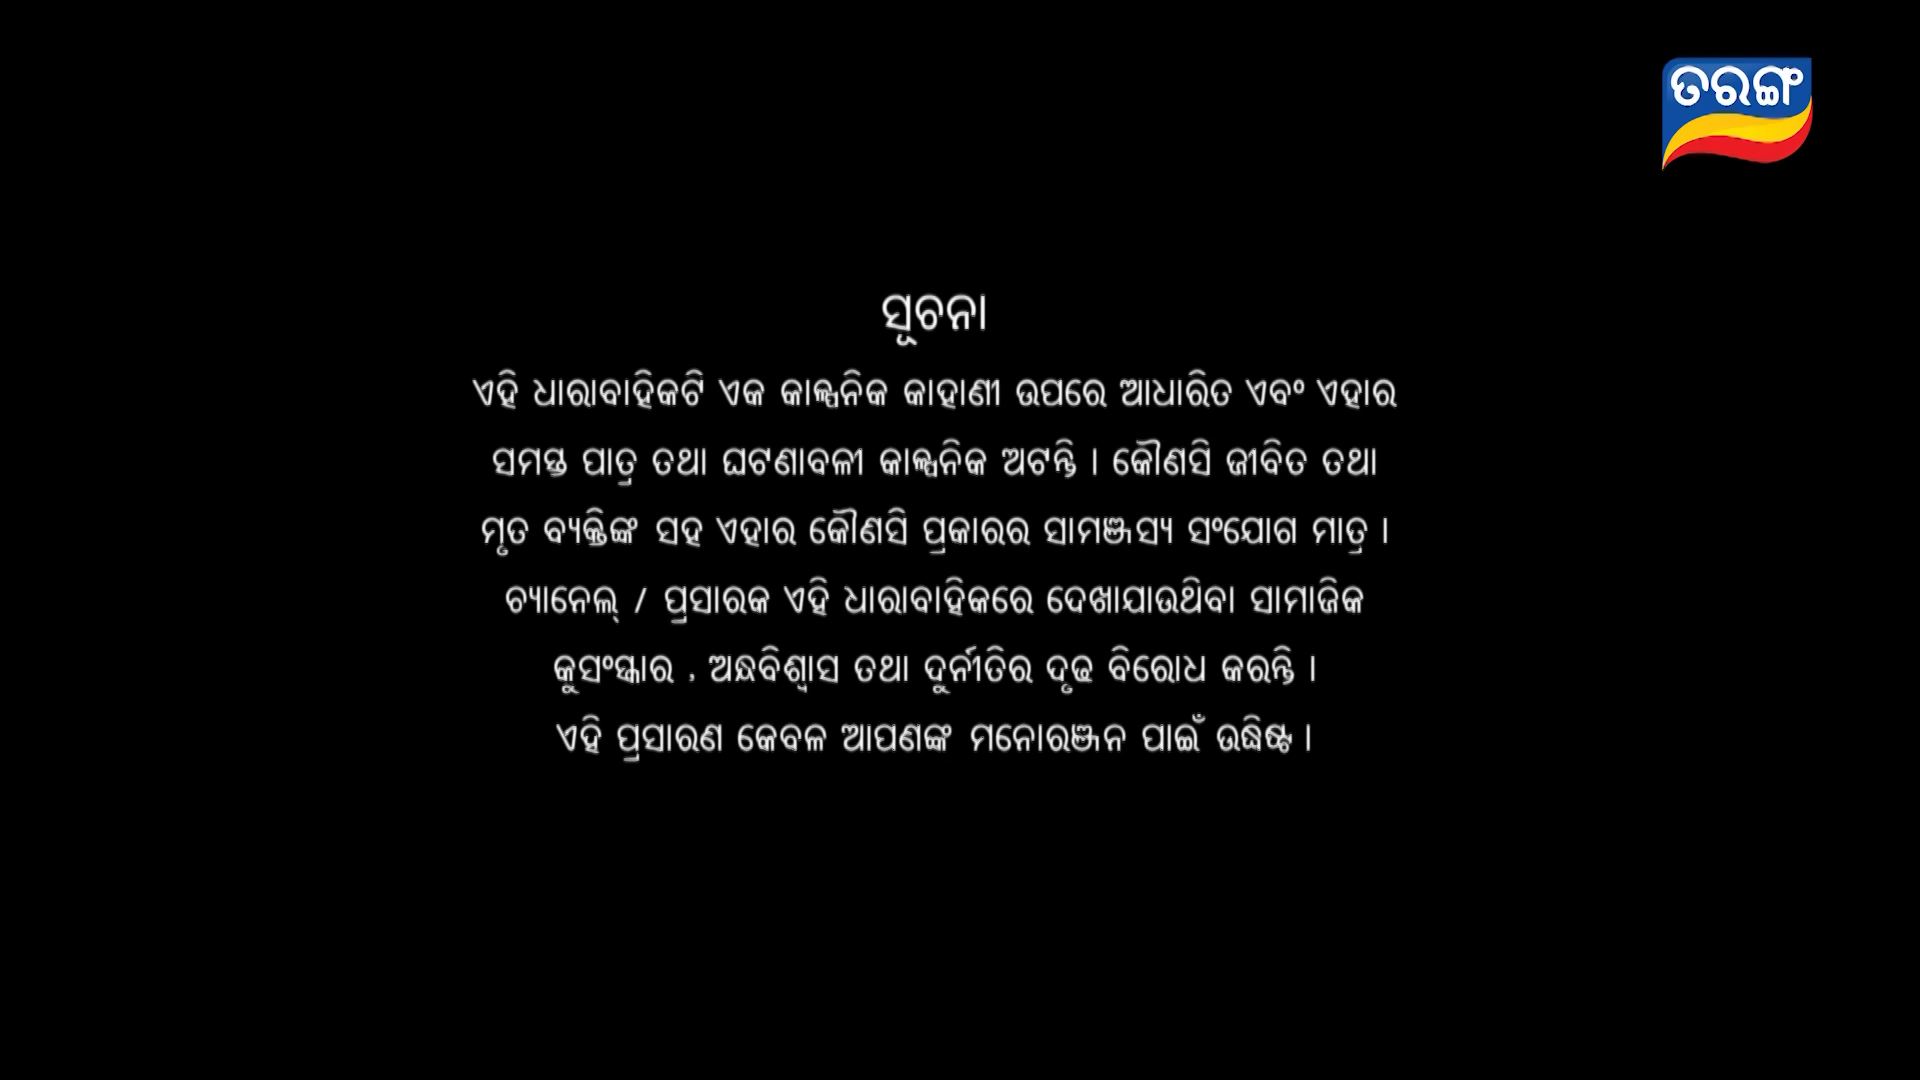 ତରଙ୍ଗ
ସୂଚନା
ଏହି ଧାରାବାହିକଟି ଏକ କାଳ୍ପନିକ କାହାଣୀ ଉପରେ ଆଧାରିତ ଏବଂ ଏହାର
ସମସ୍ତ ପାତ୍ର ତଥା ଘଟଣାବଳୀ କାଳ୍ପନିକ ଅଟନ୍ତି । କୌଣସି ଜୀବିତ ତଥା
ମୃତ ବ୍ୟକ୍ତିଙ୍କ ସହ ଏହାର କୌଣସି ପ୍ରକାରର ସାମଞ୍ଜସ୍ୟ ସଂଯୋଗ ମାତ୍ର ।
ଚ୍ୟାନେଲ୍ / ପ୍ରସାରକ ଏହି ଧାରାବାହିକରେ ଦେଖାଯାଉଥିବା ସାମାଜିକ
କୁସଂସ୍କାର , ଅନ୍ଧବିଶ୍ୱାସ ତଥା ଦୁର୍ନୀତିର ଦୃଢ ବିରୋଧ କରନ୍ତି ।
ଏହି ପ୍ରସାରଣ କେବଳ ଆପଣଙ୍କ ମନୋରଞ୍ଜନ ପାଇଁ ଉଦ୍ଧିଷ୍ଟ ।